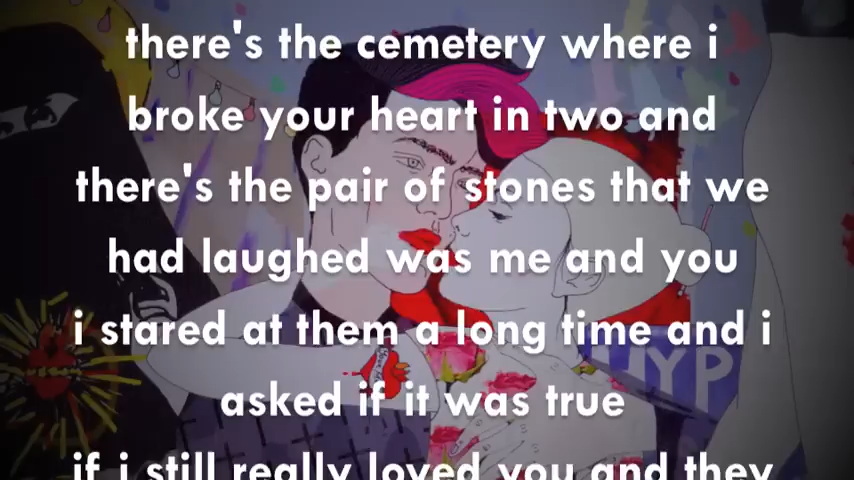 there's the cemetery where i
broke your heart in two and
there's the pair of stones that we
had laughed was me and you
i stared at them a long time and i
asked if it was true
if i still really loved you and they
HYP